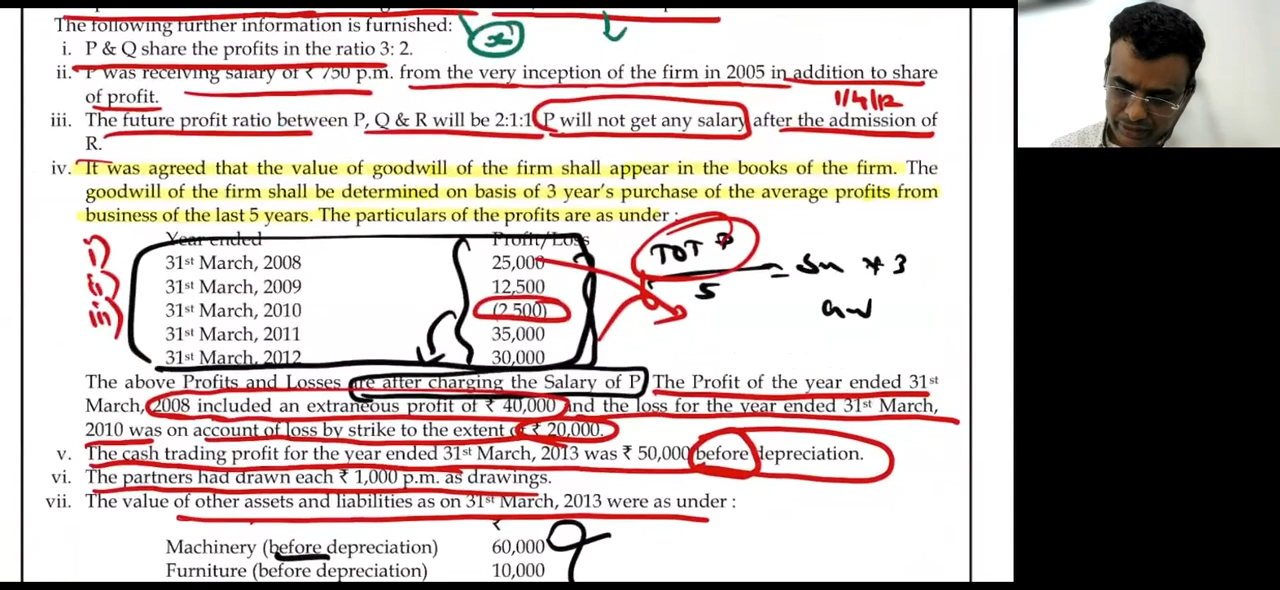 The following further information is furnished:
x
i. P & Q share the profits in the ratio 3: 2.
ii. P was receiving salary of ₹ 750 p.m. from the very inception of the firm in 2005 in addition to share
of profit.
1/4/12
iii. The future profit ratio between P, Q & R will be 2:1:1. P will not get any salary after the admission of
R.
iv. It was agreed that the value of goodwill of the firm shall appear in the books of the firm. The
goodwill of the firm shall be determined on basis of 3 year's purchase of the average profits from
business of the last 5 years. The particulars of the profits are as under :
Year ended Profit/Loss
31st March, 2008 25,000
31st March, 2009 12,500
31st March, 2010 (2,500)
31st March, 2011 35,000
31st March, 2012 30,000
i)
ii)
iii)
TOT P
5
= * 3
The above Profits and Losses are after charging the Salary of P. The Profit of the year ended 31st
March, 2008 included an extraneous profit of ₹ 40,000 and the loss for the year ended 31st March,
2010 was on account of loss by strike to the extent of ₹ 20,000.
v. The cash trading profit for the year ended 31st March, 2013 was ₹ 50,000 before depreciation.
vi. The partners had drawn each ₹ 1,000 p.m. as drawings.
vii. The value of other assets and liabilities as on 31st March, 2013 were as under :
₹
Machinery (before depreciation) 60,000
Furniture (before depreciation) 10,000